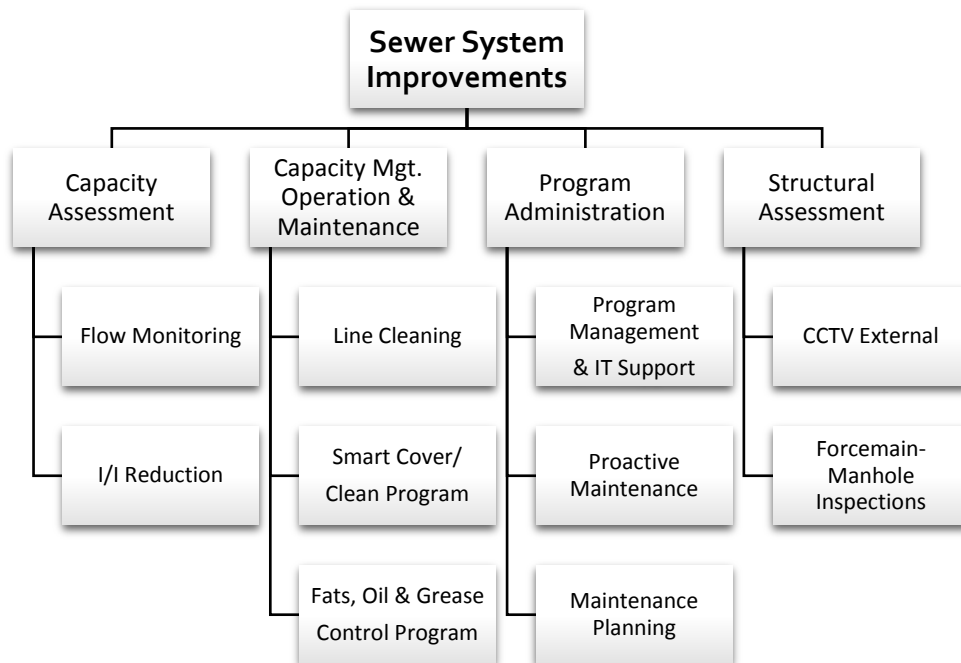 Sewer System
Improvements
Capacity
Assessment
Capacity Mgt.
Operation &
Maintenance
Program
Administration
Structural
Assessment
Flow Monitoring
Line Cleaning
Program
Management
& IT Support
CCTV External
I/I Reduction
Smart Cover/
Clean Program
Proactive
Maintenance
Forcemain-
Manhole
Inspections
Fats, Oil & Grease
Control Program
Maintenance
Planning